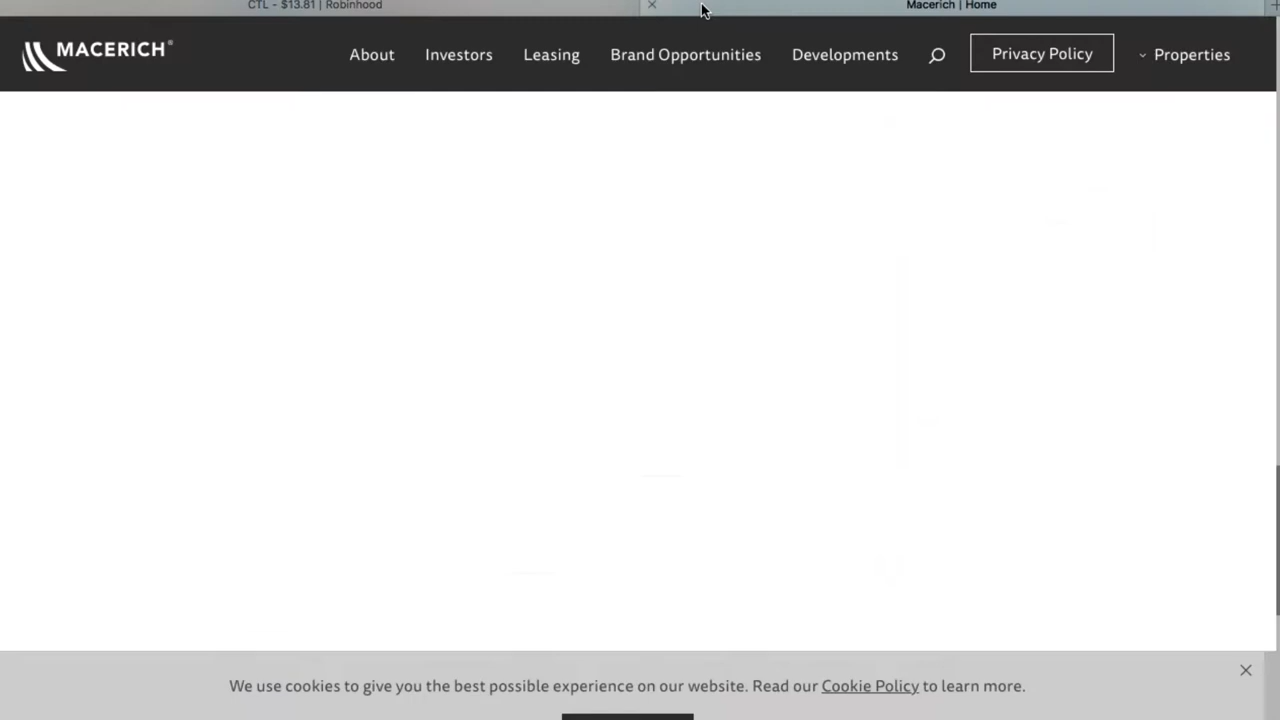 CTL - $13.81 | Robinhood
Macerich | Home
MACERICH®
About
Investors
Leasing
Brand Opportunities
Developments
Privacy Policy
Properties
We use cookies to give you the best possible experience on our website. Read our Cookie Policy to learn more.